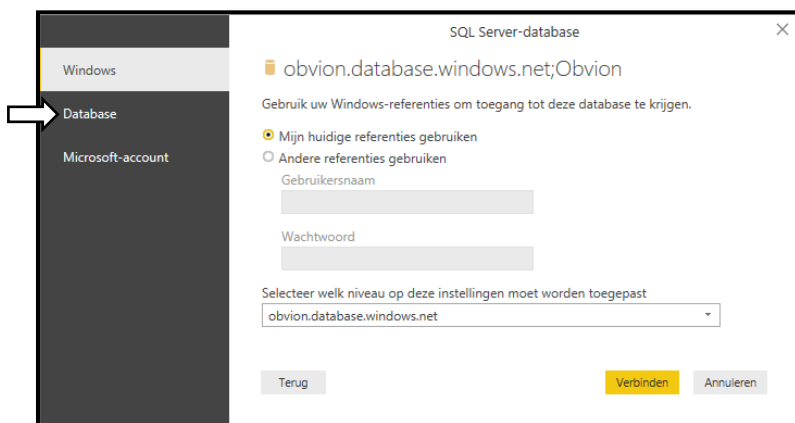 SQL Server-database
Windows
Database
Microsoft-account
obvion.database.windows.net;Obvion
Gebruik uw Windows-referenties om toegang tot deze database te krijgen.
Mijn huidige referenties gebruiken
Andere referenties gebruiken
Gebruikersnaam
Wachtwoord
Selecteer welk niveau op deze instellingen moet worden toegepast
obvion.database.windows.net
Terug
Verbinden
Annuleren